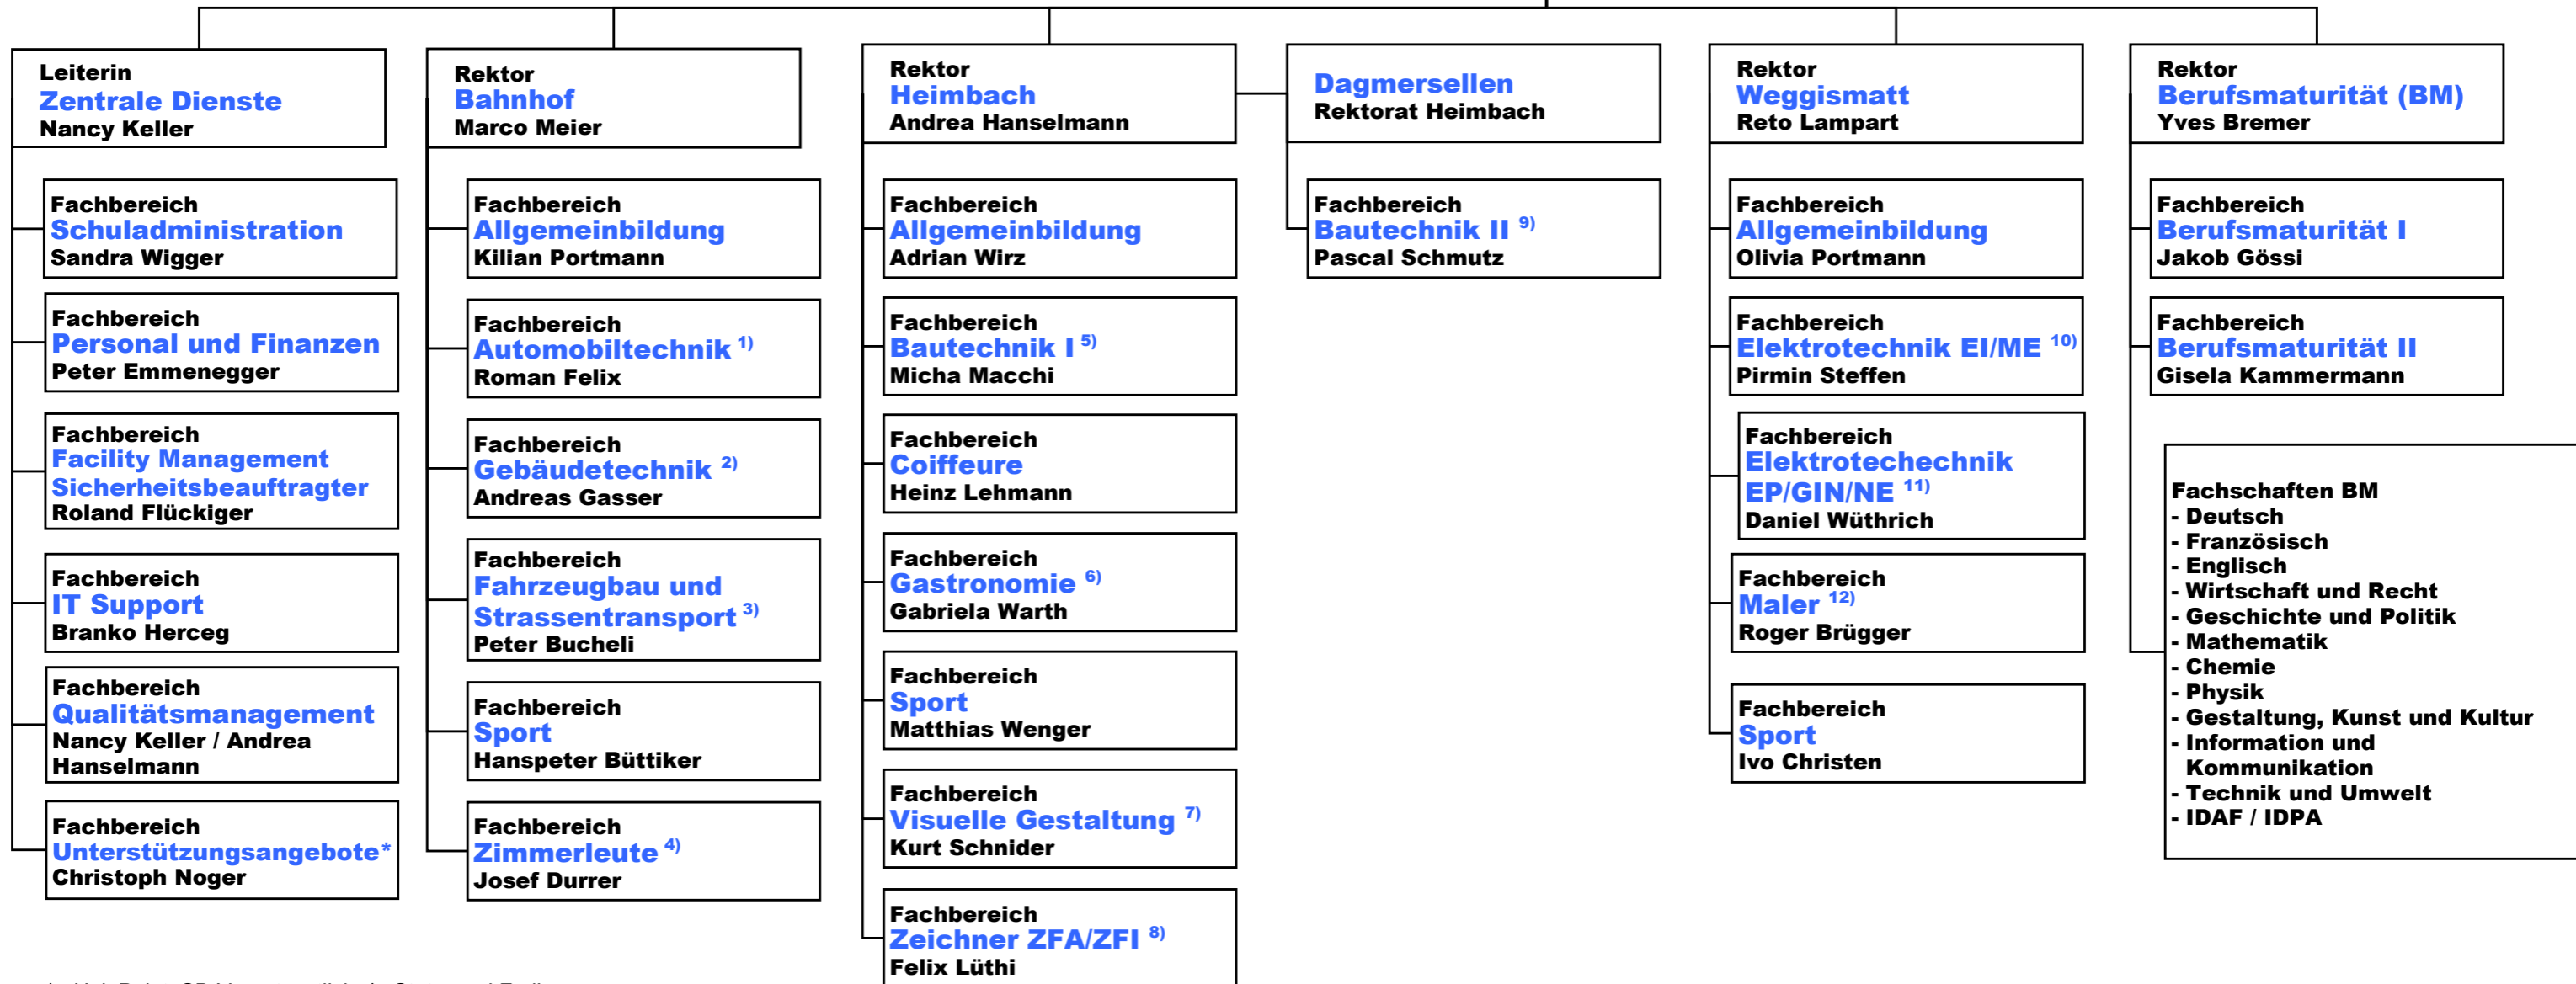 Leiterin
Zentrale Dienste
Nancy Keller
Fachbereich
Schuladministration
Sandra Wigger
Fachbereich
Personal und Finanzen
Peter Emmenegger
Fachbereich
Facility Management
Sicherheitsbeauftragter
Roland Flückiger
Fachbereich
IT Support
Branko Herceg
Fachbereich
Qualitätsmanagement
Nancy Keller / Andrea
Hanselmann
Fachbereich
Unterstützungsangebote*
Christoph Noger
Rektor
Bahnhof
Marco Meier
Fachbereich
Allgemeinbildung
Kilian Portmann
Fachbereich
Automobiltechnik 1)
Roman Felix
Fachbereich
Gebäudetechnik 2)
Andreas Gasser
Fachbereich
Fahrzeugbau und
Strassentransport 3)
Peter Bucheli
Fachbereich
Sport
Hanspeter Büttiker
Fachbereich
Zimmerleute 4)
Josef Durrer
Rektor
Heimbach
Andrea Hanselmann
Fachbereich
Allgemeinbildung
Adrian Wirz
Fachbereich
Bautechnik I 5)
Micha Macchi
Fachbereich
Coiffeure
Heinz Lehmann
Fachbereich
Gastronomie 6)
Gabriela Warth
Fachbereich
Sport
Matthias Wenger
Fachbereich
Visuelle Gestaltung 7)
Kurt Schnider
Fachbereich
Zeichner ZFA/ZFI 8)
Felix Lüthi
Dagmersellen
Rektorat Heimbach
Fachbereich
Bautechnik II 9)
Pascal Schmutz
Rektor
Weggismatt
Reto Lampart
Fachbereich
Allgemeinbildung
Olivia Portmann
Fachbereich
Elektrotechnik EI/ME 10)
Pirmin Steffen
Fachbereich
Elektrotechechnik
EP/GIN/NE 11)
Daniel Wüthrich
Fachbereich
Maler 12)
Roger Brügger
Fachbereich
Sport
Ivo Christen
Rektor
Berufsmaturität (BM)
Yves Bremer
Fachbereich
Berufsmaturität I
Jakob Gössi
Fachbereich
Berufsmaturität II
Gisela Kammermann
Fachschaften BM
- Deutsch
- Französisch
- Englisch
- Wirtschaft und Recht
- Geschichte und Politik
- Mathematik
- Chemie
- Physik
- Gestaltung, Kunst und Kultur
- Information und
Kommunikation
- Technik und Umwelt
- IDAF / IDPA